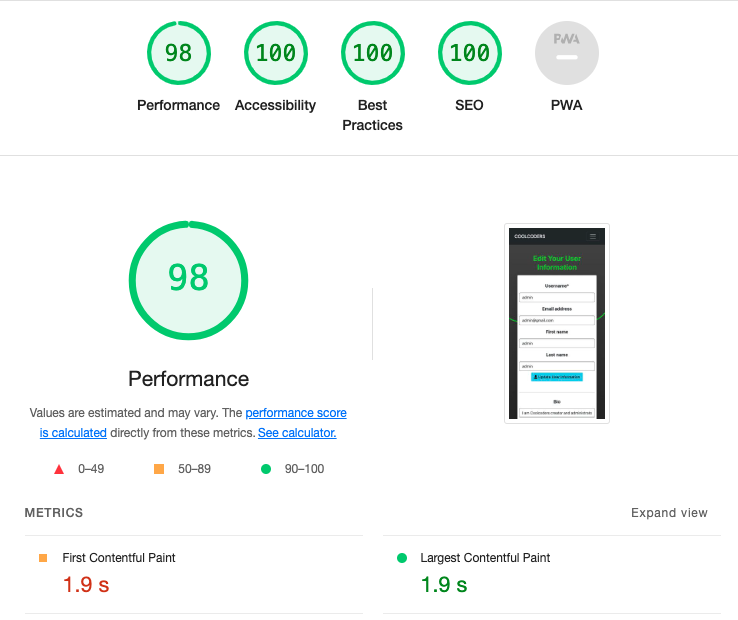 98
100
100
100
PWA
Performance
Accessibility
Best
Practices
SEO
PWA
98
Performance
Values are estimated and may vary. The performance score
is calculated directly from these metrics. See calculator.
0–49
50–89
90–100
COOLCODERS
Edit Your User
Information
Username*
admin
Email address
admin@gmail.com
First name
admin
Last name
admin
Update User Information
Bio
I am Coolcoders creator and administrato
METRICS
Expand view
First Contentful Paint
1.9 s
Largest Contentful Paint
1.9 s